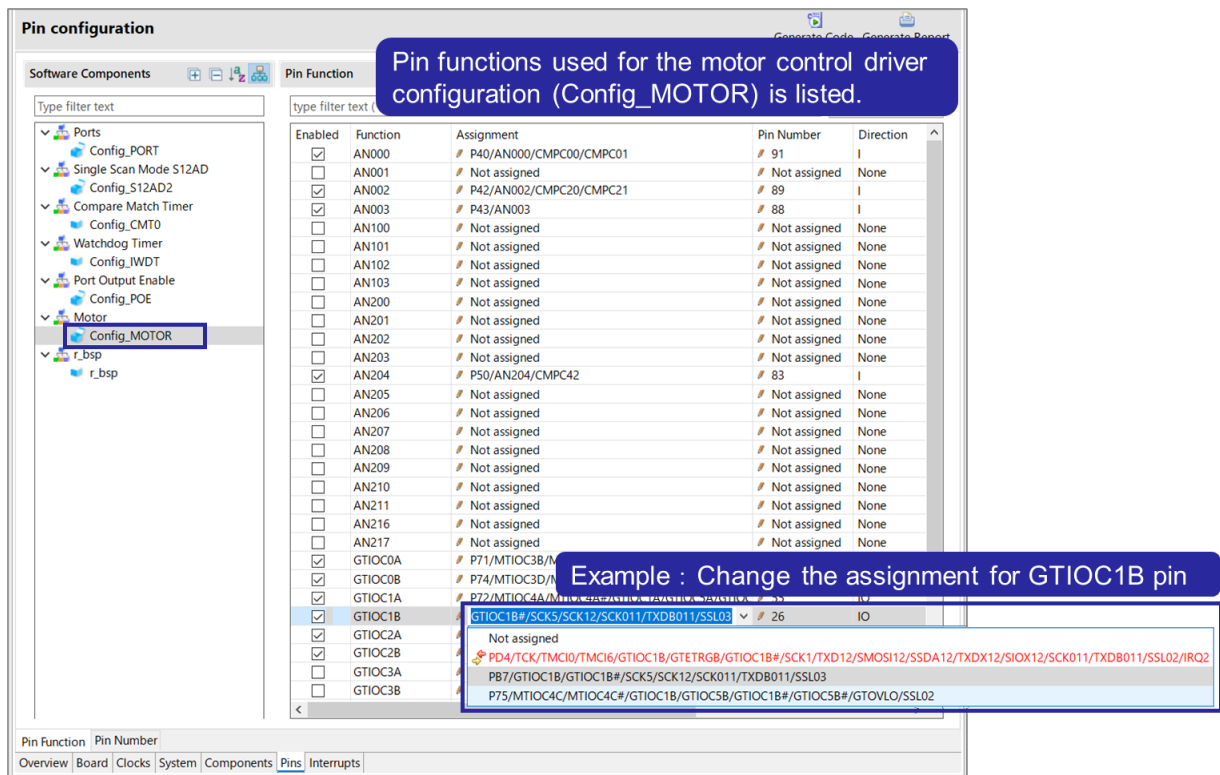 Pin configuration
Generate Code Generate Report
Pin functions used for the motor control driver
configuration (Config_MOTOR) is listed.
Software Components
Pin Function
Type filter text
type filter text (
Ports
Config_PORT
Single Scan Mode S12AD
Config_S12AD2
Compare Match Timer
Config_CMT0
Watchdog Timer
Config_IWDT
Port Output Enable
Config_POE
Motor
Config_MOTOR
r_bsp
r_bsp
Enabled Function Assignment Pin Number Direction
AN000 P40/AN000/CMPC00/CMPC01 91 I
AN001 Not assigned Not assigned None
AN002 P42/AN002/CMPC20/CMPC21 89 I
AN003 P43/AN003 88 I
AN100 Not assigned Not assigned None
AN101 Not assigned Not assigned None
AN102 Not assigned Not assigned None
AN103 Not assigned Not assigned None
AN200 Not assigned Not assigned None
AN201 Not assigned Not assigned None
AN202 Not assigned Not assigned None
AN203 Not assigned Not assigned None
AN204 P50/AN204/CMPC42 83 I
AN205 Not assigned Not assigned None
AN206 Not assigned Not assigned None
AN207 Not assigned Not assigned None
AN208 Not assigned Not assigned None
AN209 Not assigned Not assigned None
AN210 Not assigned Not assigned None
AN211 Not assigned Not assigned None
AN216 Not assigned Not assigned None
AN217 Not assigned Not assigned None
GTIOC0A P71/MTIOC3B/M
GTIOC0B P74/MTIOC3D/M
Example : Change the assignment for GTIOC1B pin
GTIOC1A P72/MTIOC4A/MTIOC4A#/GTIOC1A/GTIOC5A/GTIOC 55 IO
GTIOC1B GTIOC1B#/SCK5/SCK12/SCK011/TXDB011/SSL03 26 IO
GTIOC2A
GTIOC2B
GTIOC3A
GTIOC3B
Not assigned
PD4/TCK/TMCI0/TMCI6/GTIOC1B/GTETRGB/GTIOC1B#/SCK1/TXD12/SMOSI12/SSDA12/TXDX12/SIOX12/SCK011/TXDB011/SSL02/IRQ2
PB7/GTIOC1B/GTIOC1B#/SCK5/SCK12/SCK011/TXDB011/SSL03
P75/MTIOC4C/MTIOC4C#/GTIOC1B/GTIOC5B/GTIOC1B#/GTIOC5B#/GTOVLO/SSL02
Pin Function Pin Number
Overview Board Clocks System Components Pins Interrupts